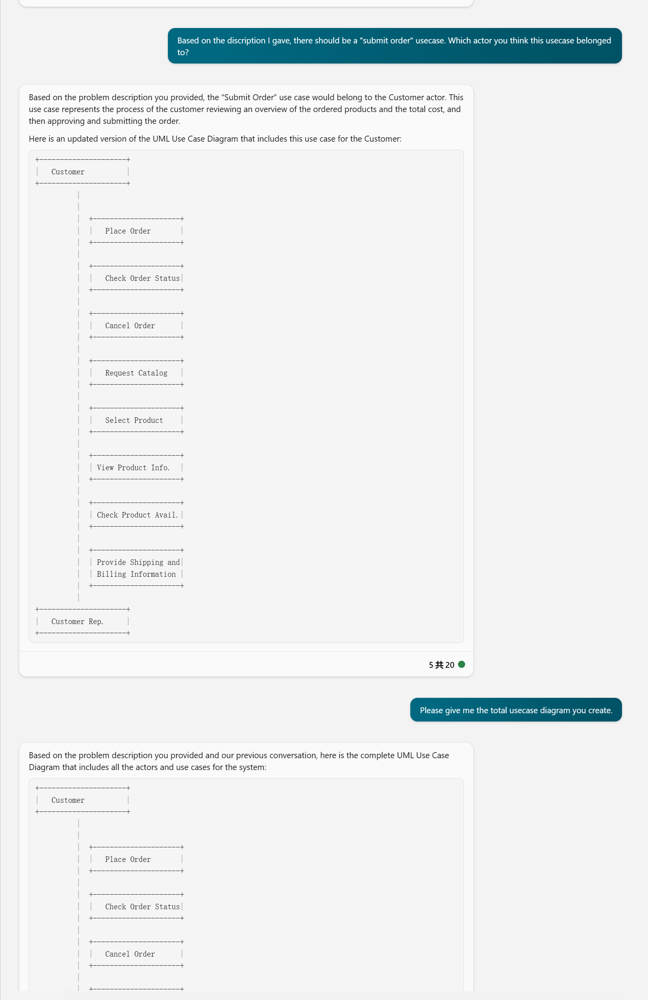 Based on the discription I gave, there should be a "submit order" usecase. Which actor you think this usecase belonged
to?
Based on the problem description you provided, the “Submit Order” use case would belong to the Customer actor. This
use case represents the process of the customer reviewing an overview of the ordered products and the total cost, and
then approving and submitting the order.
Here is an updated version of the UML Use Case Diagram that includes this use case for the Customer:
Customer
Place Order
Check Order Status
Cancel Order
Request Catalog
Select Product
View Product Info.
Check Product Avail.
Provide Shipping and
Billing Information
Customer Rep.
5 共 20
Please give me the total usecase diagram you create.
Based on the problem description you provided and our previous conversation, here is the complete UML Use Case
Diagram that includes all the actors and use cases for the system:
Customer
Place Order
Check Order Status
Cancel Order